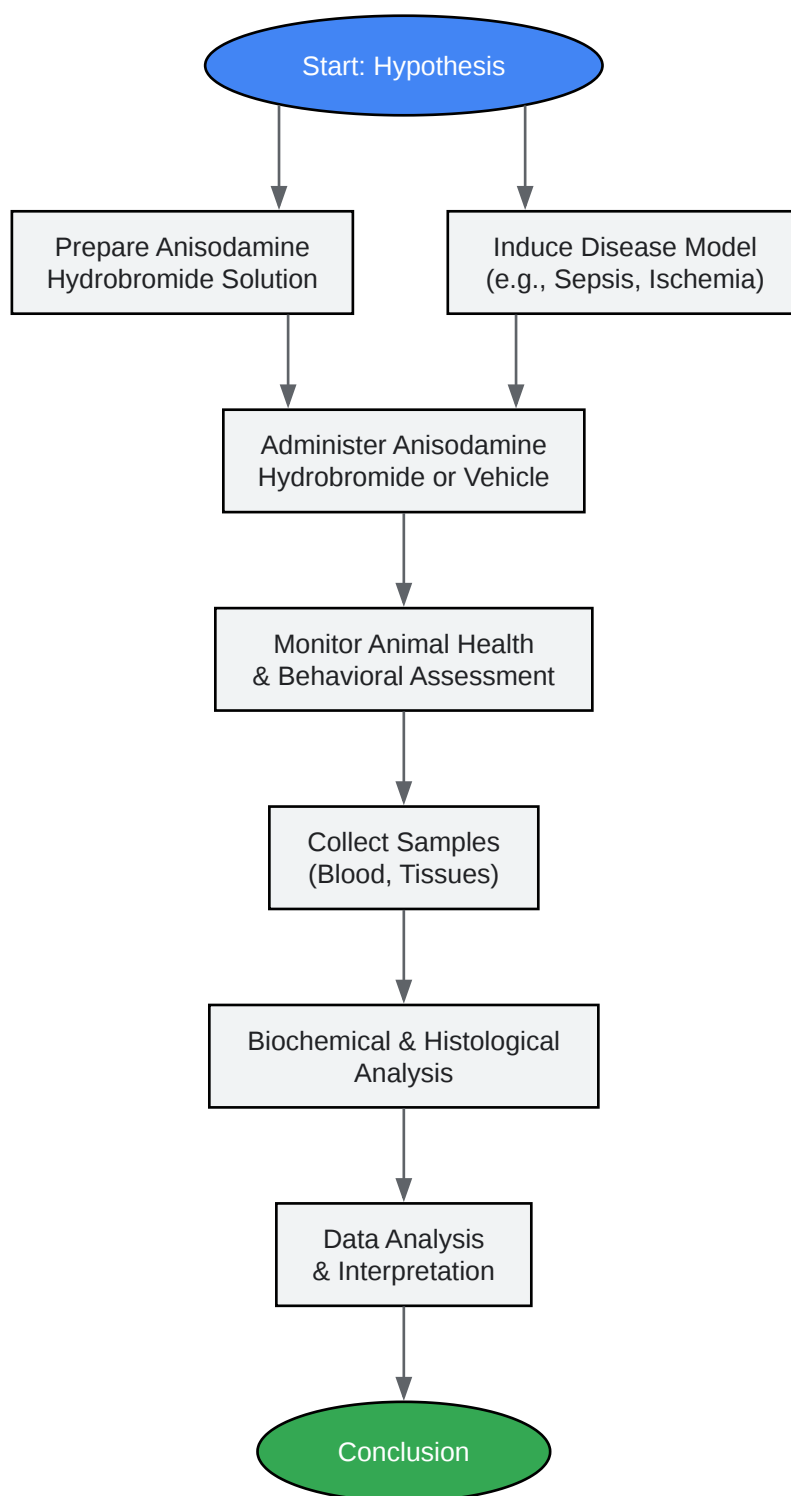 Start: Hypothesis
Prepare Anisodamine
Hydrobromide Solution
Induce Disease Model
(e.g., Sepsis, Ischemia)
Administer Anisodamine
Hydrobromide or Vehicle
Monitor Animal Health
& Behavioral Assessment
Collect Samples
(Blood, Tissues)
Biochemical & Histological
Analysis
Data Analysis
& Interpretation
Conclusion